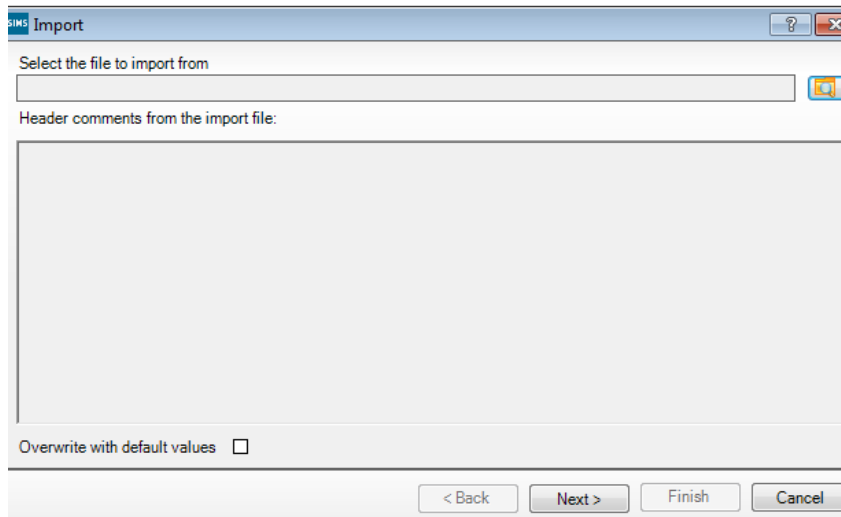 SIMS Import ?
Select the file to import from
Header comments from the import file:
Overwrite with default values
< Back Next > Finish Cancel